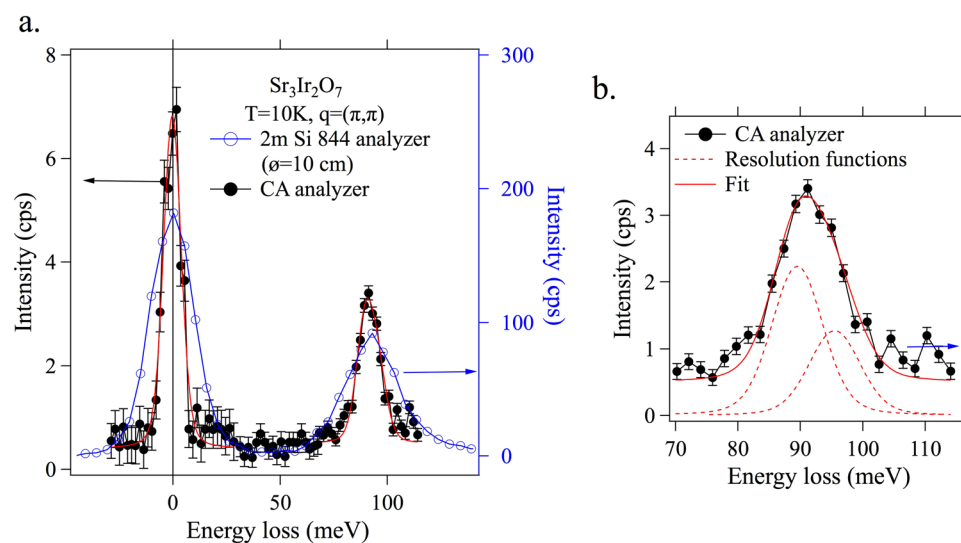 a.
8
6
4
2
0
Intensity (cps)
Sr₃Ir₂O₇
T=10K, q=(π,π)
2m Si 844 analyzer
(ø=10 cm)
CA analyzer
300
200
100
0
Intensity (cps)
0
50
100
Energy loss (meV)
b.
4
3
2
1
0
Intensity (cps)
CA analyzer
Resolution functions
Fit
70
80
90
100
110
Energy loss (meV)